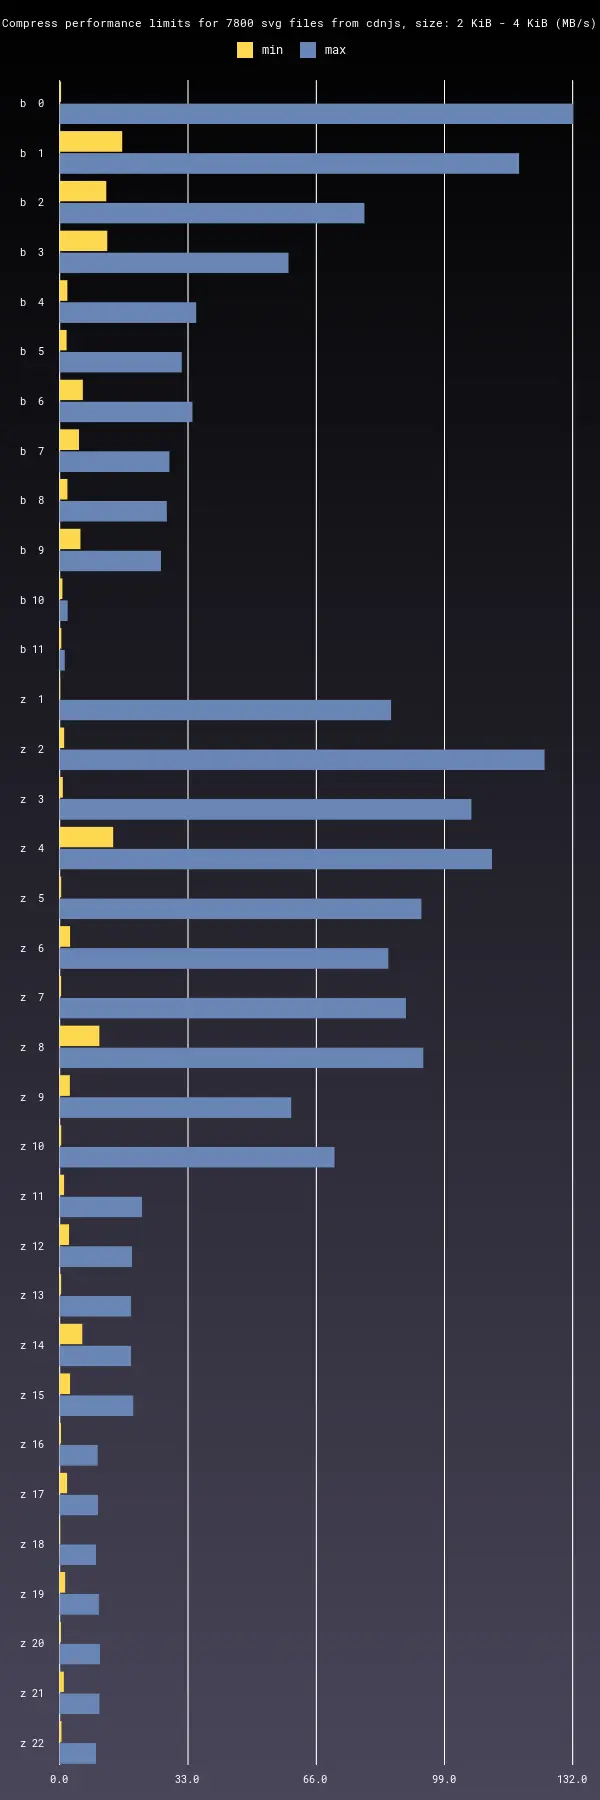 Compress performance limits for 7800 svg files from cdnjs, size: 2 KiB - 4 KiB (MB/s)
min max
b 0
b 1
b 2
b 3
b 4
b 5
b 6
b 7
b 8
b 9
b 10
b 11
z 1
z 2
z 3
z 4
z 5
z 6
z 7
z 8
z 9
z 10
z 11
z 12
z 13
z 14
z 15
z 16
z 17
z 18
z 19
z 20
z 21
z 22
0.0 33.0 66.0 99.0 132.0